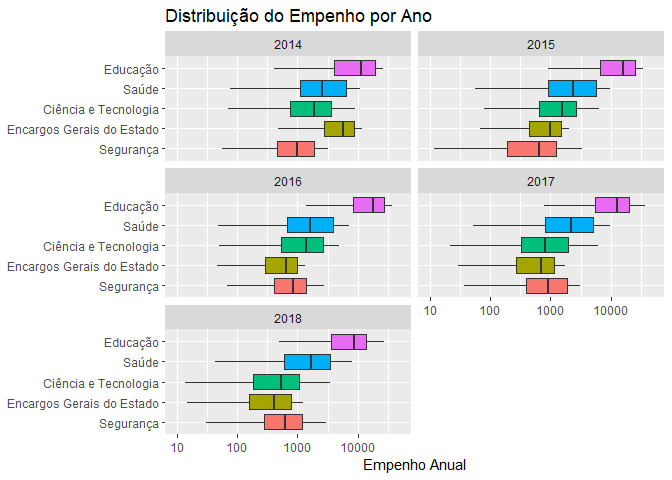 Distribuição do Empenho por Ano
2014
2015
Educação
Saúde
Ciência e Tecnologia
Encargos Gerais do Estado
Segurança
2016
2017
Educação
Saúde
Ciência e Tecnologia
Encargos Gerais do Estado
Segurança
10 100 1000 10000
2018
Educação
Saúde
Ciência e Tecnologia
Encargos Gerais do Estado
Segurança
10 100 1000 10000
Empenho Anual